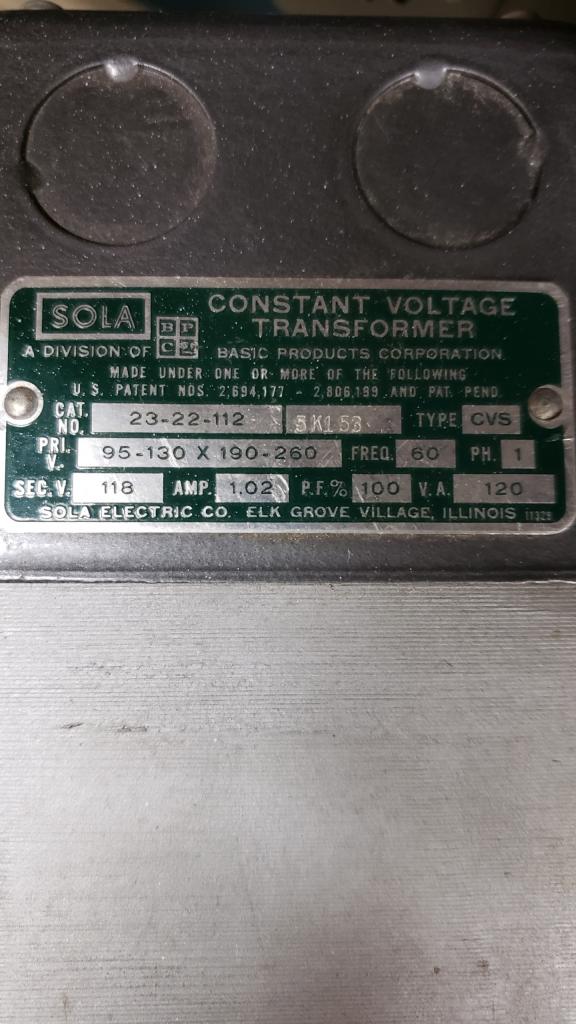 SOLA
CONSTANT VOLTAGE
TRANSFORMER
A DIVISION OF BPC BASIC PRODUCTS CORPORATION
MADE UNDER ONE OR MORE OF THE FOLLOWING
U.S. PATENT NOS. 2,694,177 - 2,806,199 AND PAT. PEND.
CAT. NO. 23-22-112 5K153 TYPE CVS
PRI. V. 95-130 X 190-260 FREQ. 60 PH. 1
SEC. V. 118 AMP. 1.02 P.F.% 100 V.A. 120
SOLA ELECTRIC CO. ELK GROVE VILLAGE, ILLINOIS